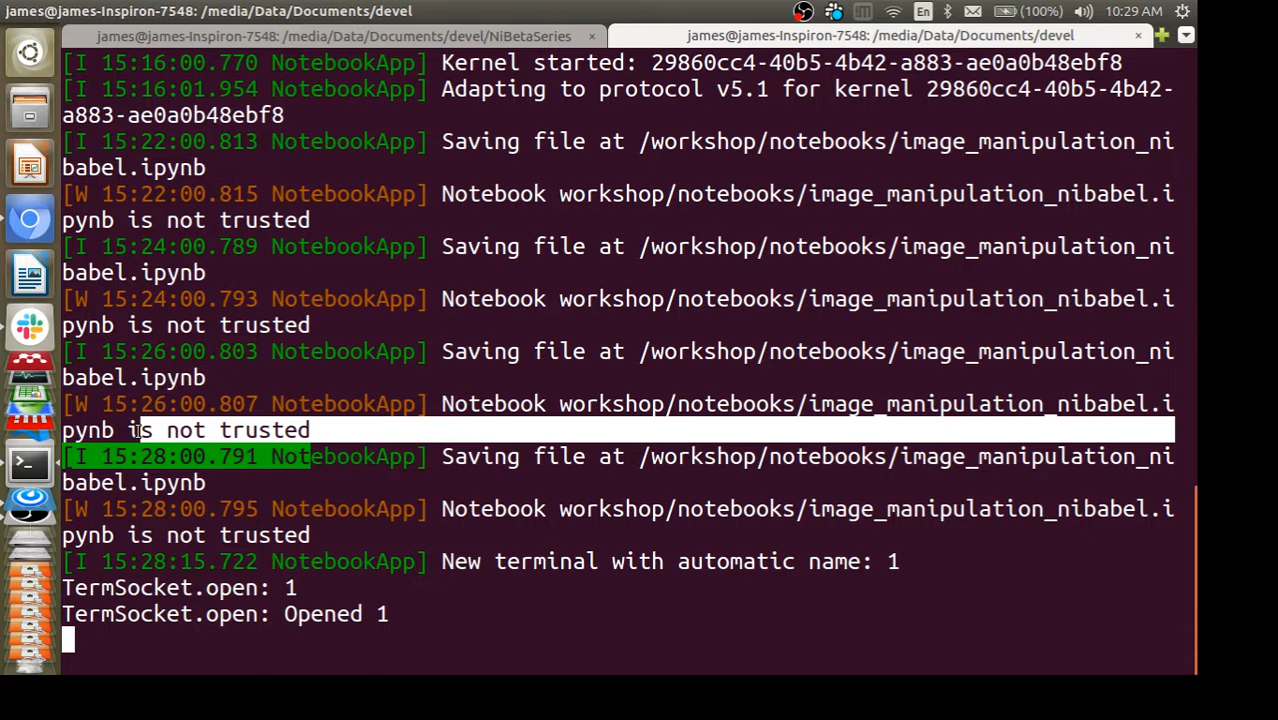 james@james-Inspiron-7548: /media/Data/Documents/devel
En
(100%)
10:29 AM
james@james-Inspiron-7548: /media/Data/Documents/devel/NiBetaSeries
×
james@james-Inspiron-7548: /media/Data/Documents/devel
×
[I 15:16:00.770 NotebookApp] Kernel started: 29860cc4-40b5-4b42-a883-ae0a0b48ebf8
[I 15:16:01.954 NotebookApp] Adapting to protocol v5.1 for kernel 29860cc4-40b5-4b42-
a883-ae0a0b48ebf8
[I 15:22:00.813 NotebookApp] Saving file at /workshop/notebooks/image_manipulation_ni
babel.ipynb
[W 15:22:00.815 NotebookApp] Notebook workshop/notebooks/image_manipulation_nibabel.i
pynb is not trusted
[I 15:24:00.789 NotebookApp] Saving file at /workshop/notebooks/image_manipulation_ni
babel.ipynb
[W 15:24:00.793 NotebookApp] Notebook workshop/notebooks/image_manipulation_nibabel.i
pynb is not trusted
[I 15:26:00.803 NotebookApp] Saving file at /workshop/notebooks/image_manipulation_ni
babel.ipynb
[W 15:26:00.807 NotebookApp] Notebook workshop/notebooks/image_manipulation_nibabel.i
pynb is not trusted
[I 15:28:00.791 NotebookApp] Saving file at /workshop/notebooks/image_manipulation_ni
babel.ipynb
[W 15:28:00.795 NotebookApp] Notebook workshop/notebooks/image_manipulation_nibabel.i
pynb is not trusted
[I 15:28:15.722 NotebookApp] New terminal with automatic name: 1
TermSocket.open: 1
TermSocket.open: Opened 1